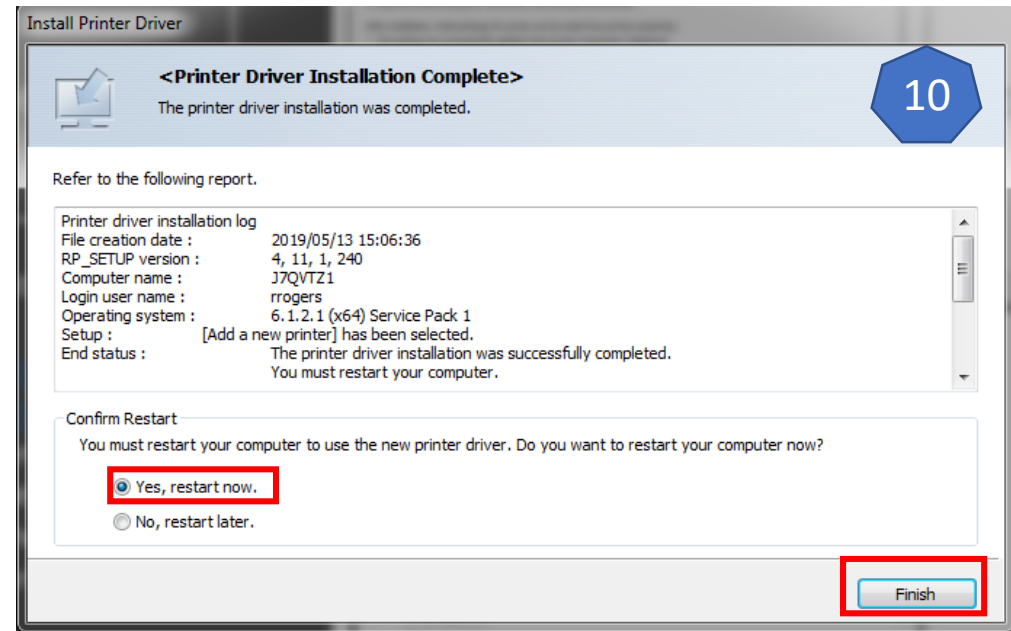 Install Printer Driver
<Printer Driver Installation Complete>
The printer driver installation was completed.
10
Refer to the following report.
Printer driver installation log
File creation date : 2019/05/13 15:06:36
RP_SETUP version : 4, 11, 1, 240
Computer name : J7QVTZ1
Login user name : rrogers
Operating system : 6.1.2.1 (x64) Service Pack 1
Setup : [Add a new printer] has been selected.
End status : The printer driver installation was successfully completed.
You must restart your computer.
Confirm Restart
You must restart your computer to use the new printer driver. Do you want to restart your computer now?
Yes, restart now.
No, restart later.
Finish